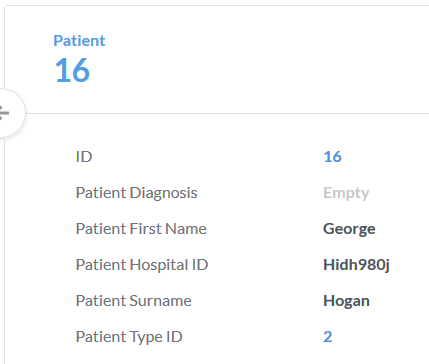 Patient
16
ID 16
Patient Diagnosis Empty
Patient First Name George
Patient Hospital ID Hidh980j
Patient Surname Hogan
Patient Type ID 2